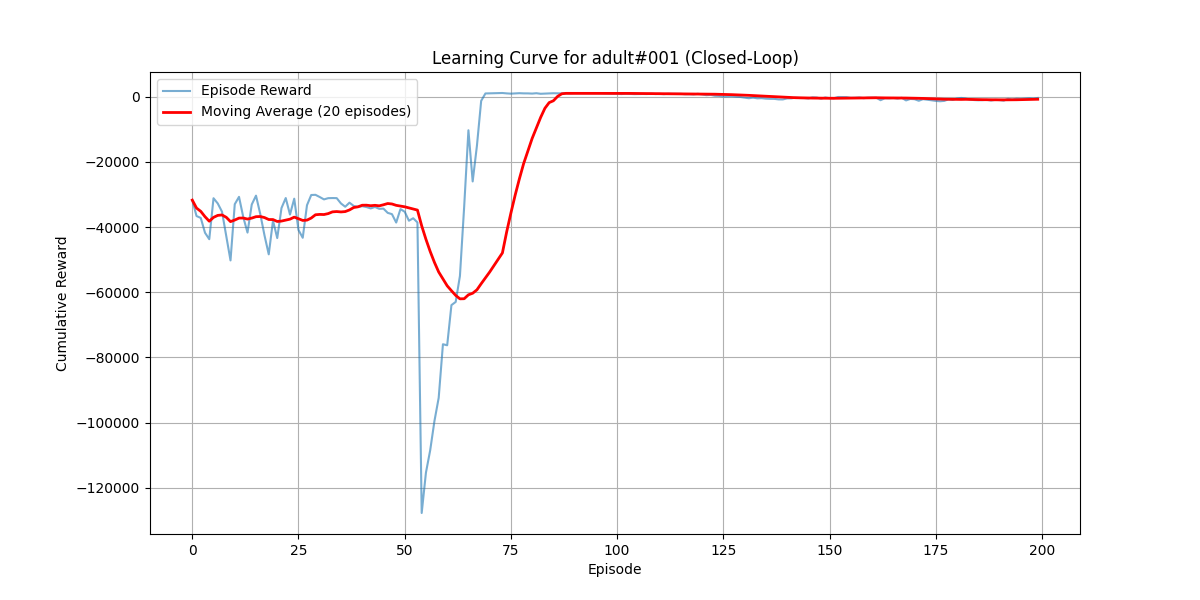 Learning Curve for adult#001 (Closed-Loop)
Episode Reward
Moving Average (20 episodes)
0
−20000
−40000
−60000
−80000
−100000
−120000
Cumulative Reward
0 25 50 75 100 125 150 175 200
Episode